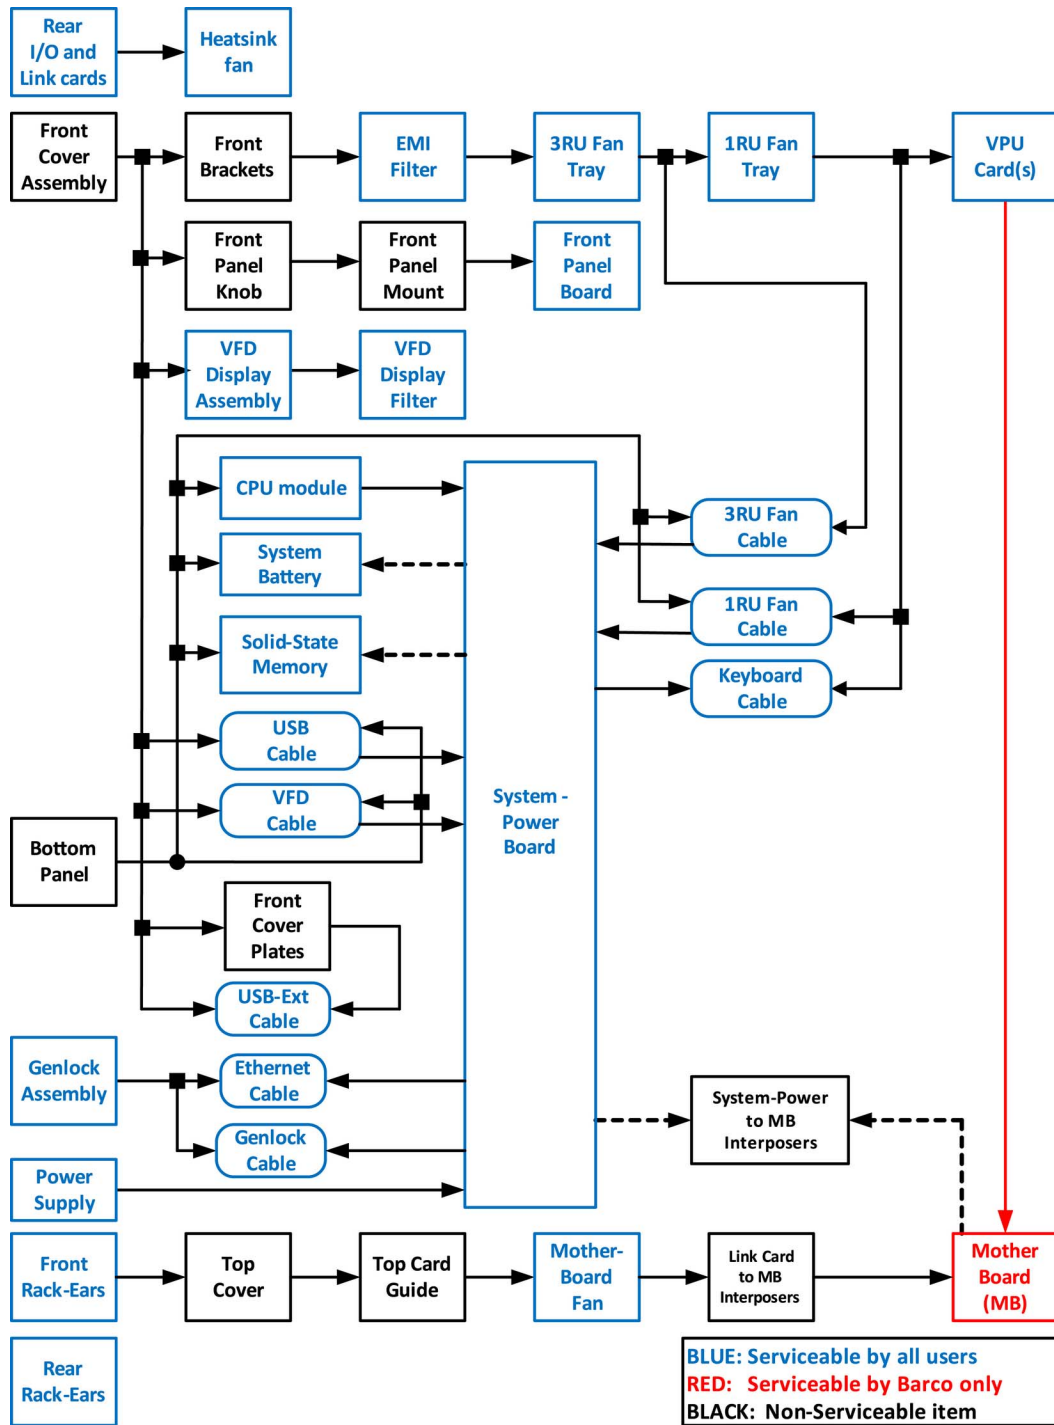 Rear
I/O and
Link cards
Heatsink
fan
Front
Cover
Assembly
Front
Brackets
EMI
Filter
3RU Fan
Tray
1RU Fan
Tray
VPU
Card(s)
Front
Panel
Knob
Front
Panel
Mount
Front
Panel
Board
VFD
Display
Assembly
VFD
Display
Filter
CPU module
System
Battery
Solid-State
Memory
USB
Cable
VFD
Cable
System -
Power
Board
3RU Fan
Cable
1RU Fan
Cable
Keyboard
Cable
Bottom
Panel
Front
Cover
Plates
USB-Ext
Cable
Genlock
Assembly
Ethernet
Cable
Genlock
Cable
System-Power
to MB
Interposers
Power
Supply
Front
Rack-Ears
Top
Cover
Top Card
Guide
Mother-
Board
Fan
Link Card
to MB
Interposers
Mother
Board
(MB)
Rear
Rack-Ears
BLUE: Serviceable by all users
RED: Serviceable by Barco only
BLACK: Non-Serviceable item